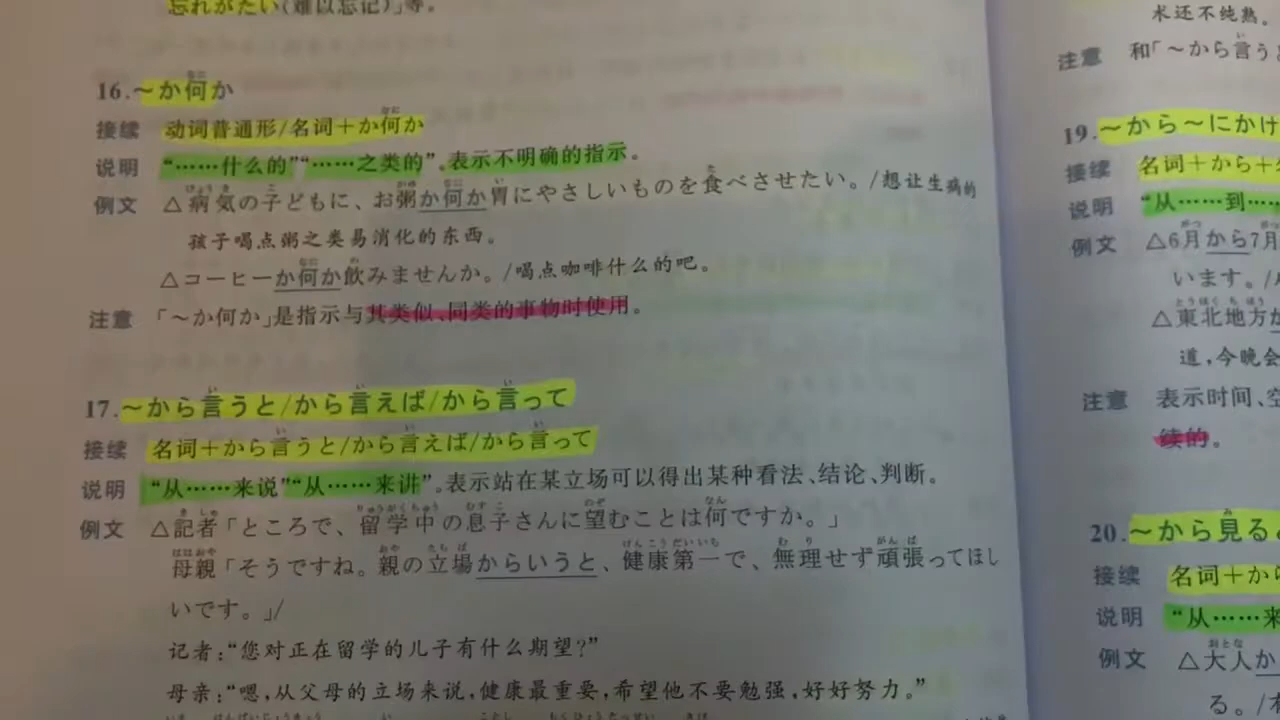 忘れがたい(难以忘记)」等。
16.～か何か
接续 动词普通形/名词＋か何か
说明 “……什么的”“……之类的”。表示不明确的指示。
例文 △病気の子どもに、お粥か何か胃にやさしいものを食べさせたい。/想让生病的
孩子喝点粥之类易消化的东西。
△コーヒーか何か飲みませんか。/喝点咖啡什么的吧。
注意 「～か何か」是指示与其类似、同类的事物时使用。
17.～から言うと/から言えば/から言って
接续 名词＋から言うと/から言えば/から言って
说明 “从……来说”“从……来讲”。表示站在某立场可以得出某种看法、结论、判断。
例文 △記者「ところで、留学中の息子さんに望むことは何ですか。」
母親「そうですね。親の立場からいうと、健康第一で、無理せず頑張ってほし
いです。」/
记者:“您对正在留学的儿子有什么期望?”
母亲:“嗯,从父母的立场来说,健康最重要,希望他不要勉强,好好努力。”
术还不纯熟。
注意 和「～から言う
19.～から～にかけ
接续 名词＋から＋
说明 “从……到……
例文 △6月から7月
います。/
△東北地方か
道,今晚会
注意 表示时间、空
续的。
20.～から見ると
接续 名词＋から
说明 “从……来
例文 △大人か
る。/